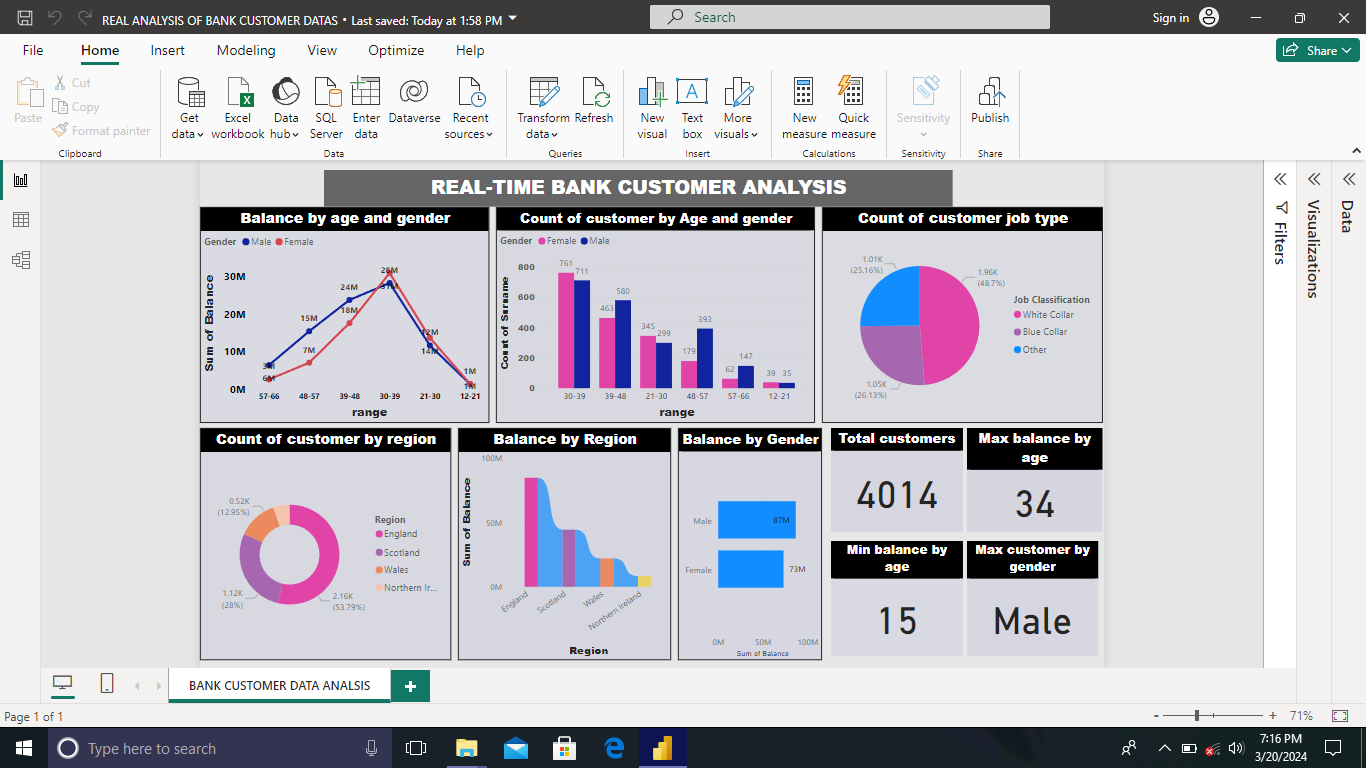 REAL ANALYSIS OF BANK CUSTOMER DATAS • Last saved: Today at 1:58 PM
Search
Sign in
File Home Insert Modeling View Optimize Help
Share
Paste
Cut
Copy
Format painter
Clipboard
Get data
Excel workbook
Data hub
SQL Server
Enter data
Dataverse
Recent sources
Data
Transform data
Refresh
Queries
New visual
Text box
More visuals
Insert
New measure
Quick measure
Calculations
Sensitivity
Sensitivity
Publish
Share
REAL-TIME BANK CUSTOMER ANALYSIS
Balance by age and gender
Gender Male Female
Sum of Balance
30M
20M
10M
0M
3M
6M
15M
7M
24M
18M
28M
31M
12M
14M
1M
1M
57-66 48-57 39-48 30-39 21-30 12-21
range
Count of customer by Age and gender
Gender Female Male
Count of Surname
800
600
400
200
0
761
711
463
580
345
299
179
393
62
147
39
35
30-39 39-48 21-30 48-57 57-66 12-21
range
Count of customer job type
1.01K
(25.16%)
1.96K
(48.7%)
1.05K
(26.13%)
Job Classification
White Collar
Blue Collar
Other
Count of customer by region
0.52K
(12.95%)
1.12K
(28%)
2.16K
(53.79%)
Region
England
Scotland
Wales
Northern Ir...
Balance by Region
Sum of Balance
100M
50M
0M
England
Scotland
Wales
Northern Ireland
Region
Balance by Gender
Male
87M
Female
73M
0M 50M 100M
Sum of Balance
Total customers
4014
Max balance by
age
34
Min balance by
age
15
Max customer by
gender
Male
Filters
Visualizations
Data
BANK CUSTOMER DATA ANALSIS
+
Page 1 of 1
- + 71%
Type here to search
7:16 PM
3/20/2024